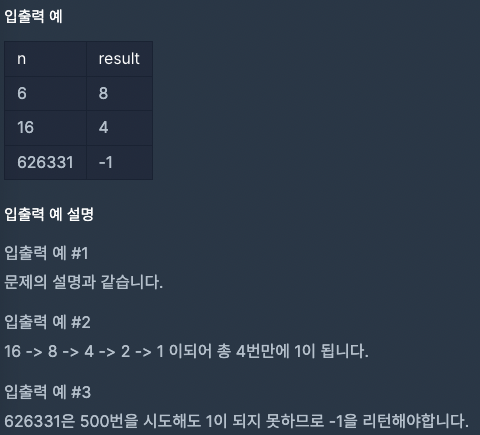 입출력 예
n result
6 8
16 4
626331 -1
입출력 예 설명
입출력 예 #1
문제의 설명과 같습니다.
입출력 예 #2
16 -> 8 -> 4 -> 2 -> 1 이되어 총 4번만에 1이 됩니다.
입출력 예 #3
626331은 500번을 시도해도 1이 되지 못하므로 -1을 리턴해야합니다.